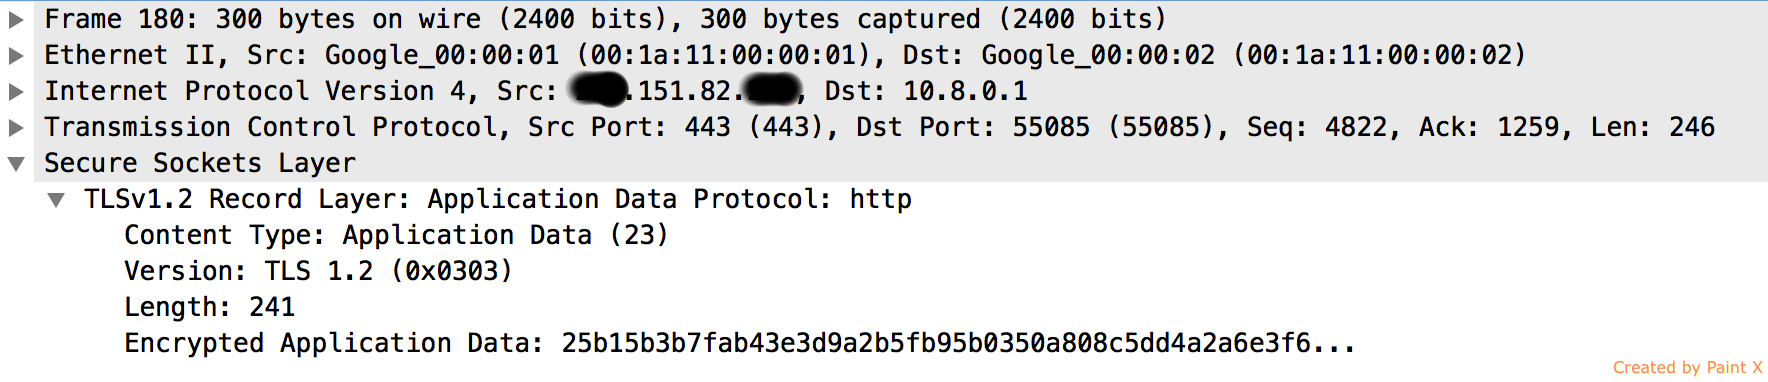 Frame 180: 300 bytes on wire (2400 bits), 300 bytes captured (2400 bits)
Ethernet II, Src: Google_00:00:01 (00:1a:11:00:00:01), Dst: Google_00:00:02 (00:1a:11:00:00:02)
Internet Protocol Version 4, Src: .151.82. , Dst: 10.8.0.1
Transmission Control Protocol, Src Port: 443 (443), Dst Port: 55085 (55085), Seq: 4822, Ack: 1259, Len: 246
Secure Sockets Layer
TLSv1.2 Record Layer: Application Data Protocol: http
Content Type: Application Data (23)
Version: TLS 1.2 (0x0303)
Length: 241
Encrypted Application Data: 25b15b3b7fab43e3d9a2b5fb95b0350a808c5dd4a2a6e3f6...
Created by Paint X